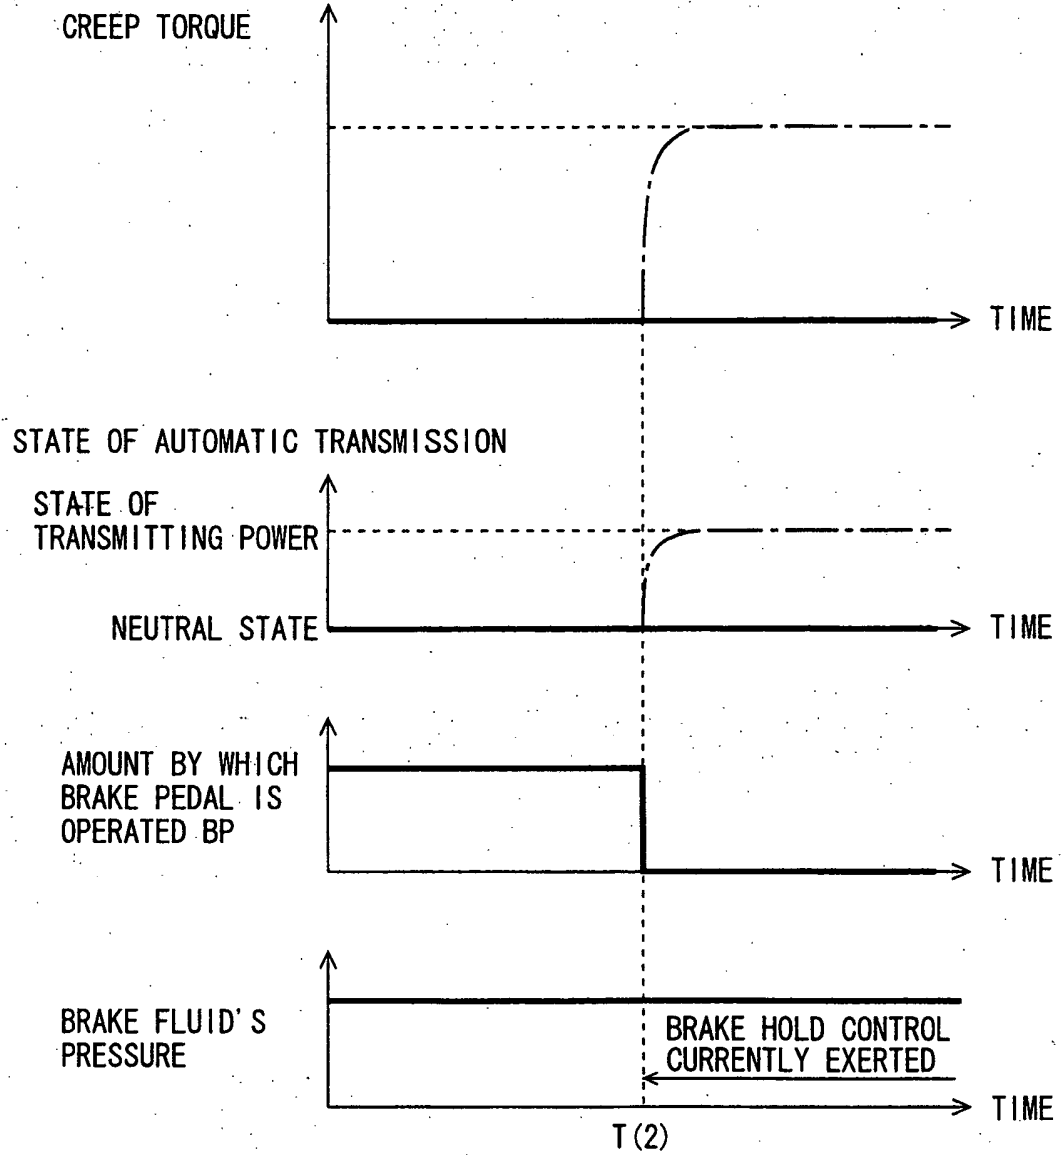 CREEP TORQUE
TIME
STATE OF AUTOMATIC TRANSMISSION
STATE OF
TRANSMITTING POWER
NEUTRAL STATE
TIME
AMOUNT BY WHICH
BRAKE PEDAL IS
OPERATED BP
TIME
BRAKE FLUID'S
PRESSURE
BRAKE HOLD CONTROL
CURRENTLY EXERTED
TIME
T(2)